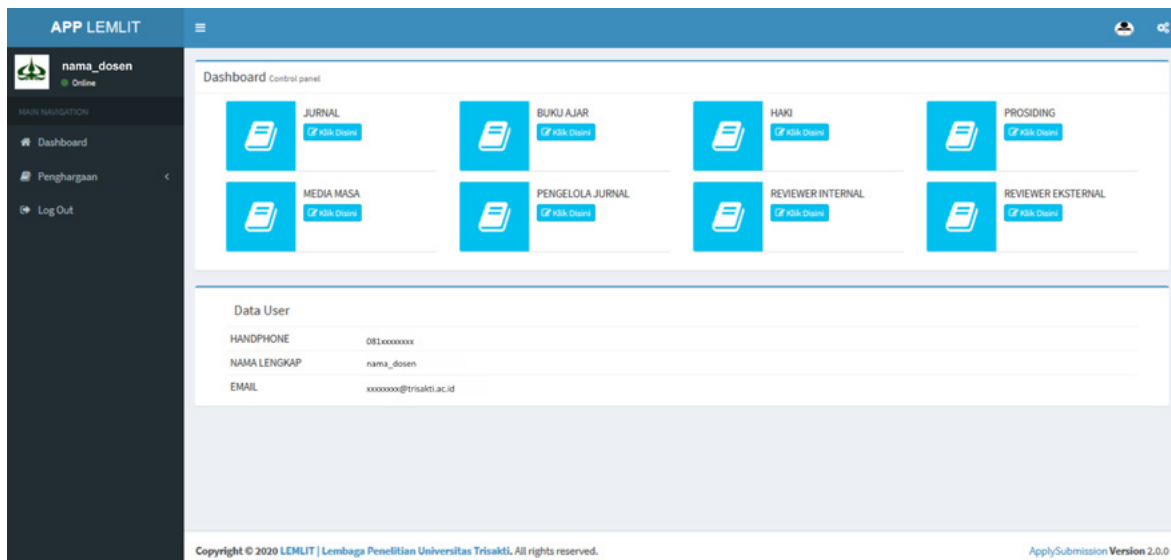 APP LEMLIT
nama_dosen
Online
MAIN NAVIGATION
Dashboard
Penghargaan
Log Out
Dashboard Control panel
JURNAL
Klik Disini
BUKU AJAR
Klik Disini
HAKI
Klik Disini
PROSIDING
Klik Disini
MEDIA MASA
Klik Disini
PENGELOLA JURNAL
Klik Disini
REVIEWER INTERNAL
Klik Disini
REVIEWER EKSTERNAL
Klik Disini
Data User
HANDPHONE 081xxxxxxxx
NAMA LENGKAP nama_dosen
EMAIL xxxxxxxx@trisakti.ac.id
Copyright © 2020 LEMLIT | Lembaga Penelitian Universitas Trisakti. All rights reserved.
ApplySubmission Version 2.0.0